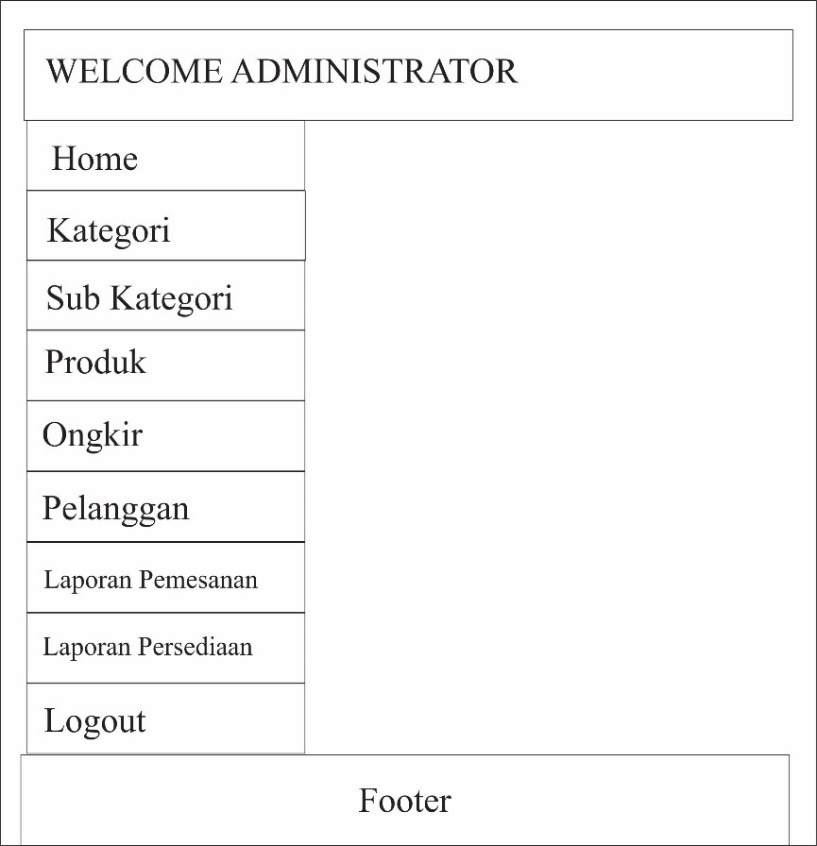 WELCOME ADMINISTRATOR
Home
Kategori
Sub Kategori
Produk
Ongkir
Pelanggan
Laporan Pemesanan
Laporan Persediaan
Logout
Footer